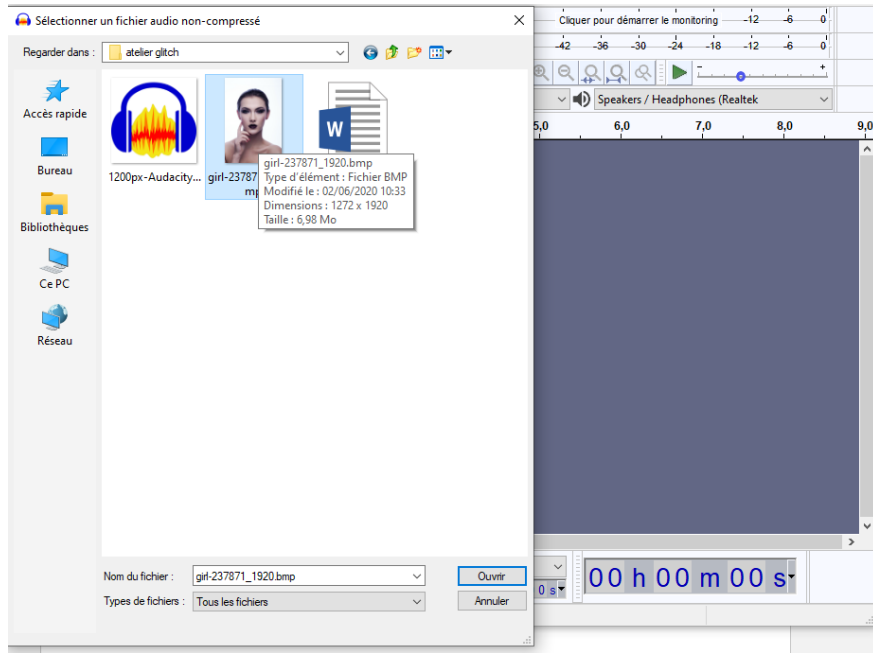 Sélectionner un fichier audio non-compressé
Regarder dans :
atelier glitch
Accès rapide
Bureau
Bibliothèques
Ce PC
Réseau
1200px-Audacity...
girl-23787
W
girl-237871_1920.bmp
Type d'élément : Fichier BMP
Modifié le : 02/06/2020 10:33
Dimensions : 1272 x 1920
Taille : 6,98 Mo
Nom du fichier :
girl-237871_1920.bmp
Ouvrir
Types de fichiers :
Tous les fichiers
Annuler
Cliquer pour démarrer le monitoring -12 -6 0
-42 -36 -30 -24 -18 -12 -6 0
- +
Speakers / Headphones (Realtek
5,0 6,0 7,0 8,0 9,0
0 s
00 h 00 m 00 s